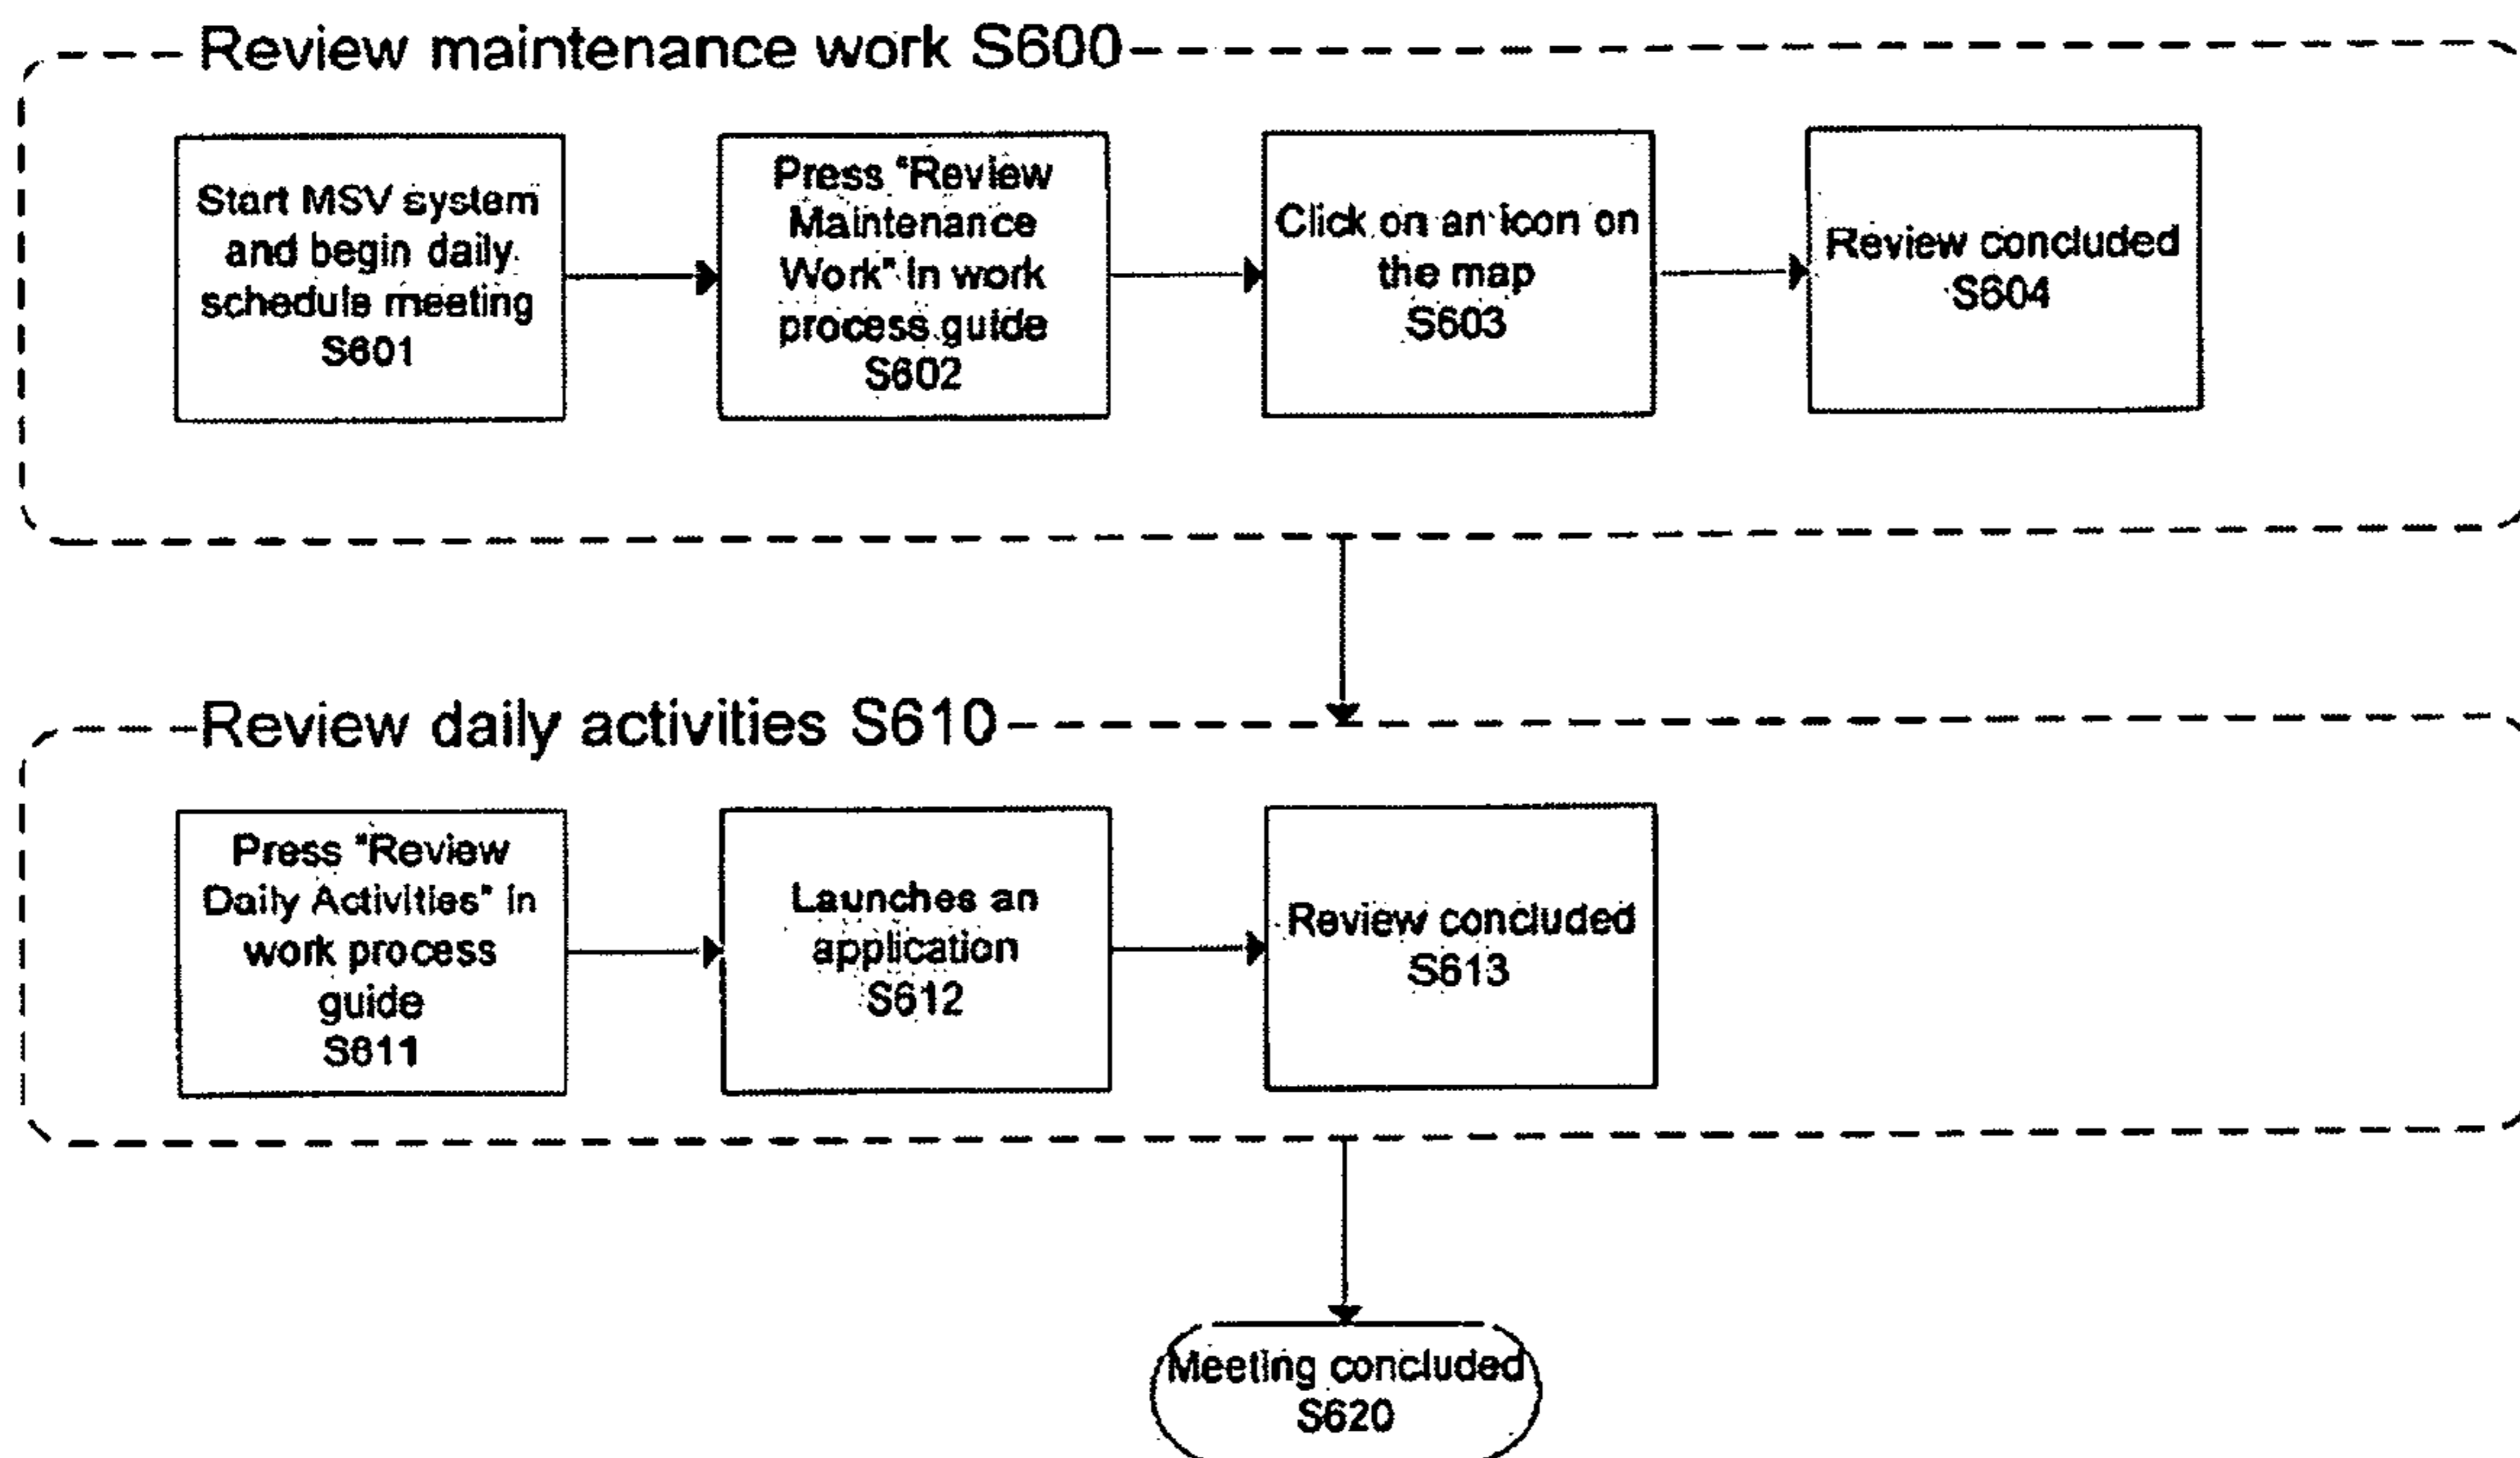 Review maintenance work S600
Start MSV system
and begin daily
schedule meeting
S601
Press "Review
Maintenance
Work" in work
process guide
S602
Click on an icon on
the map
S603
Review concluded
S604
Review daily activities S610
Press "Review
Daily Activities" in
work process
guide
S611
Launches an
application
S612
Review concluded
S613
Meeting concluded
S620